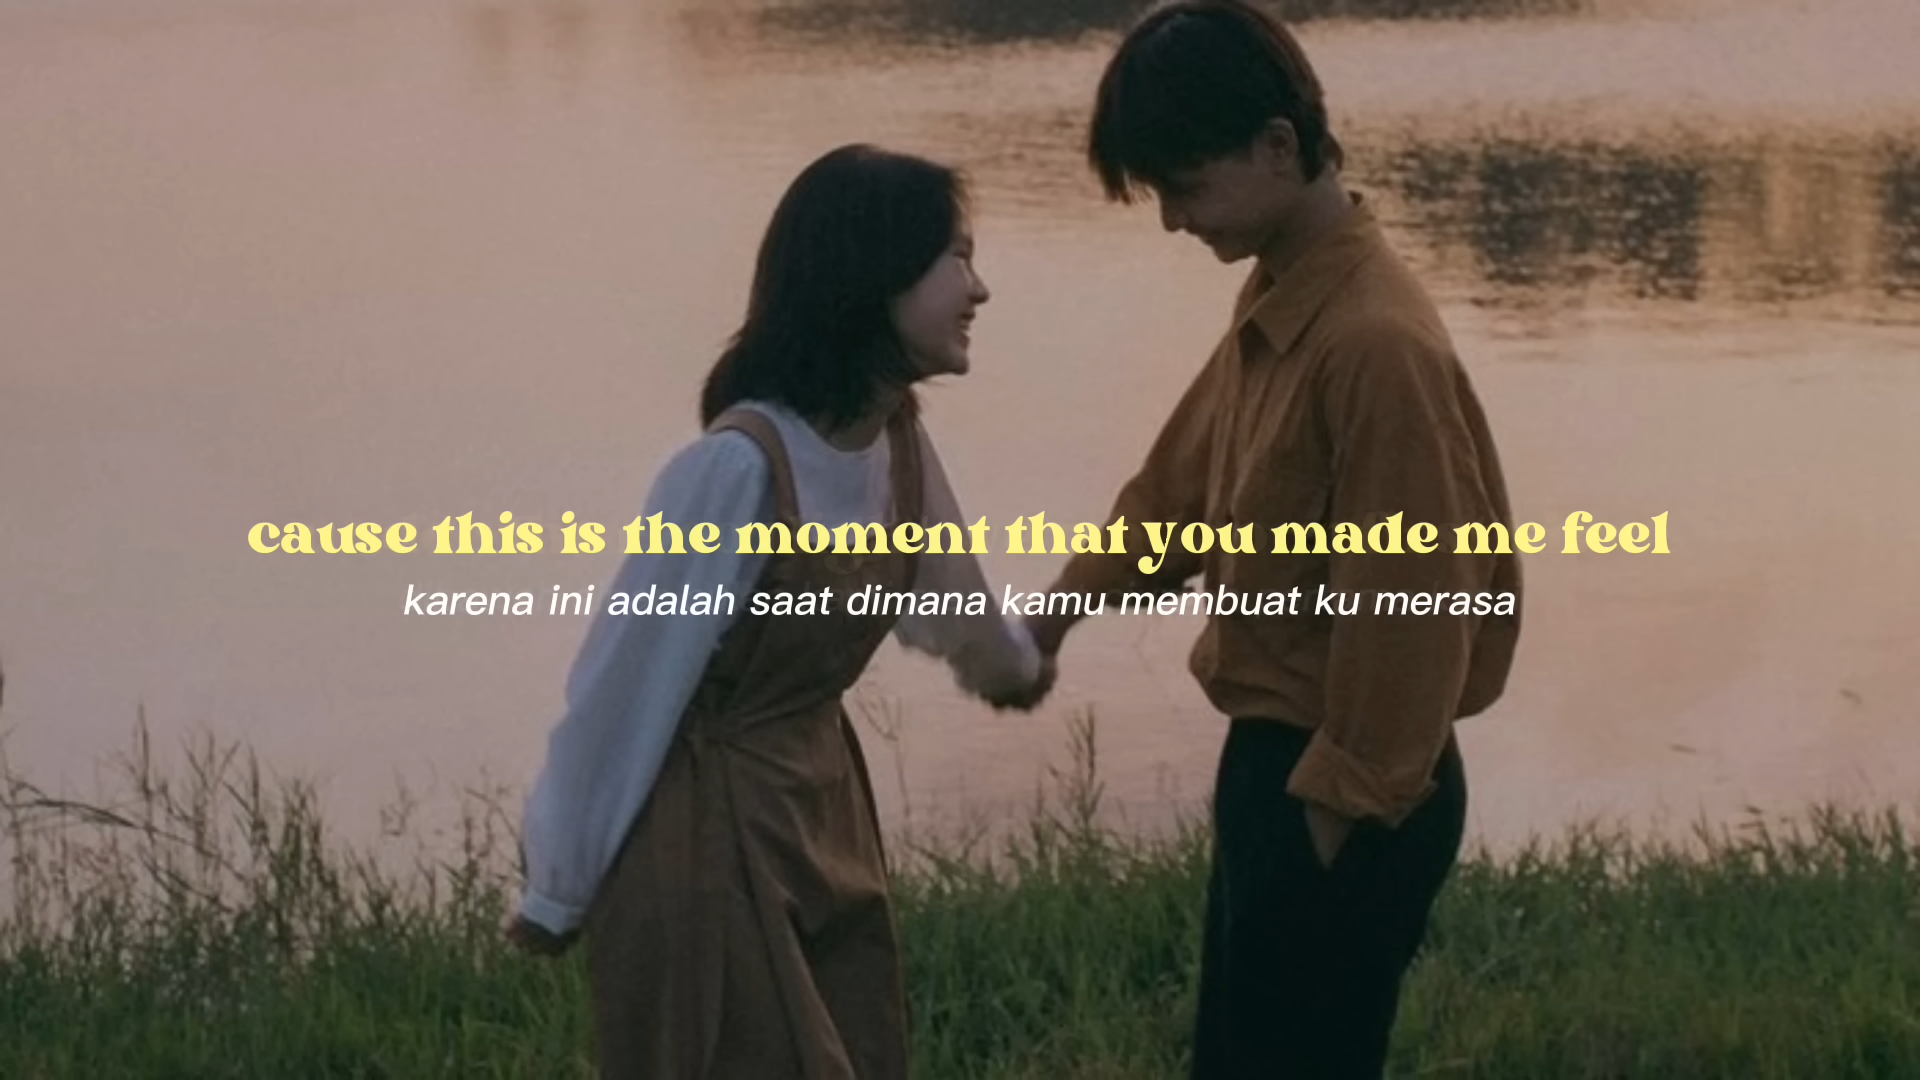 cause this is the moment that you made me feel
karena ini adalah saat dimana kamu membuat ku merasa